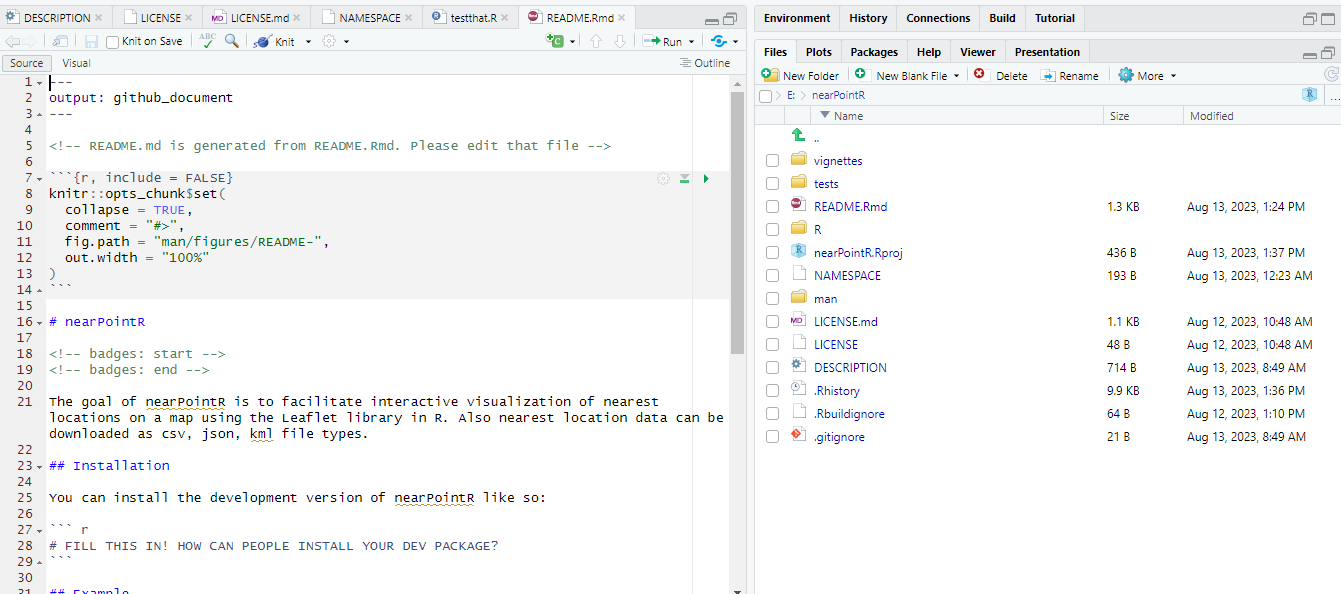 DESCRIPTION LICENSE LICENSE.md NAMESPACE testthat.R README.Rmd
Knit on Save ABC Knit Run
Source Visual Outline
1 ---
2 output: github_document
3 ---
4
5 <!-- README.md is generated from README.Rmd. Please edit that file -->
6
7 ```{r, include = FALSE}
8 knitr::opts_chunk$set(
9 collapse = TRUE,
10 comment = "#>",
11 fig.path = "man/figures/README-",
12 out.width = "100%"
13 )
14 ```
15
16 # nearPointR
17
18 <!-- badges: start -->
19 <!-- badges: end -->
20
21 The goal of nearPointR is to facilitate interactive visualization of nearest
locations on a map using the Leaflet library in R. Also nearest location data can be
downloaded as csv, json, kml file types.
22
23 ## Installation
24
25 You can install the development version of nearPointR like so:
26
27 ``` r
28 # FILL THIS IN! HOW CAN PEOPLE INSTALL YOUR DEV PACKAGE?
29 ```
30
31 ## Example
Environment History Connections Build Tutorial
Files Plots Packages Help Viewer Presentation
New Folder New Blank File Delete Rename More
E: nearPointR R ...
Name Size Modified
..
vignettes
tests
README.Rmd 1.3 KB Aug 13, 2023, 1:24 PM
R
nearPointR.Rproj 436 B Aug 13, 2023, 1:37 PM
NAMESPACE 193 B Aug 13, 2023, 12:23 AM
man
MD LICENSE.md 1.1 KB Aug 12, 2023, 10:48 AM
LICENSE 48 B Aug 12, 2023, 10:48 AM
DESCRIPTION 714 B Aug 13, 2023, 8:49 AM
.Rhistory 9.9 KB Aug 13, 2023, 1:36 PM
.Rbuildignore 64 B Aug 12, 2023, 1:10 PM
.gitignore 21 B Aug 13, 2023, 8:49 AM